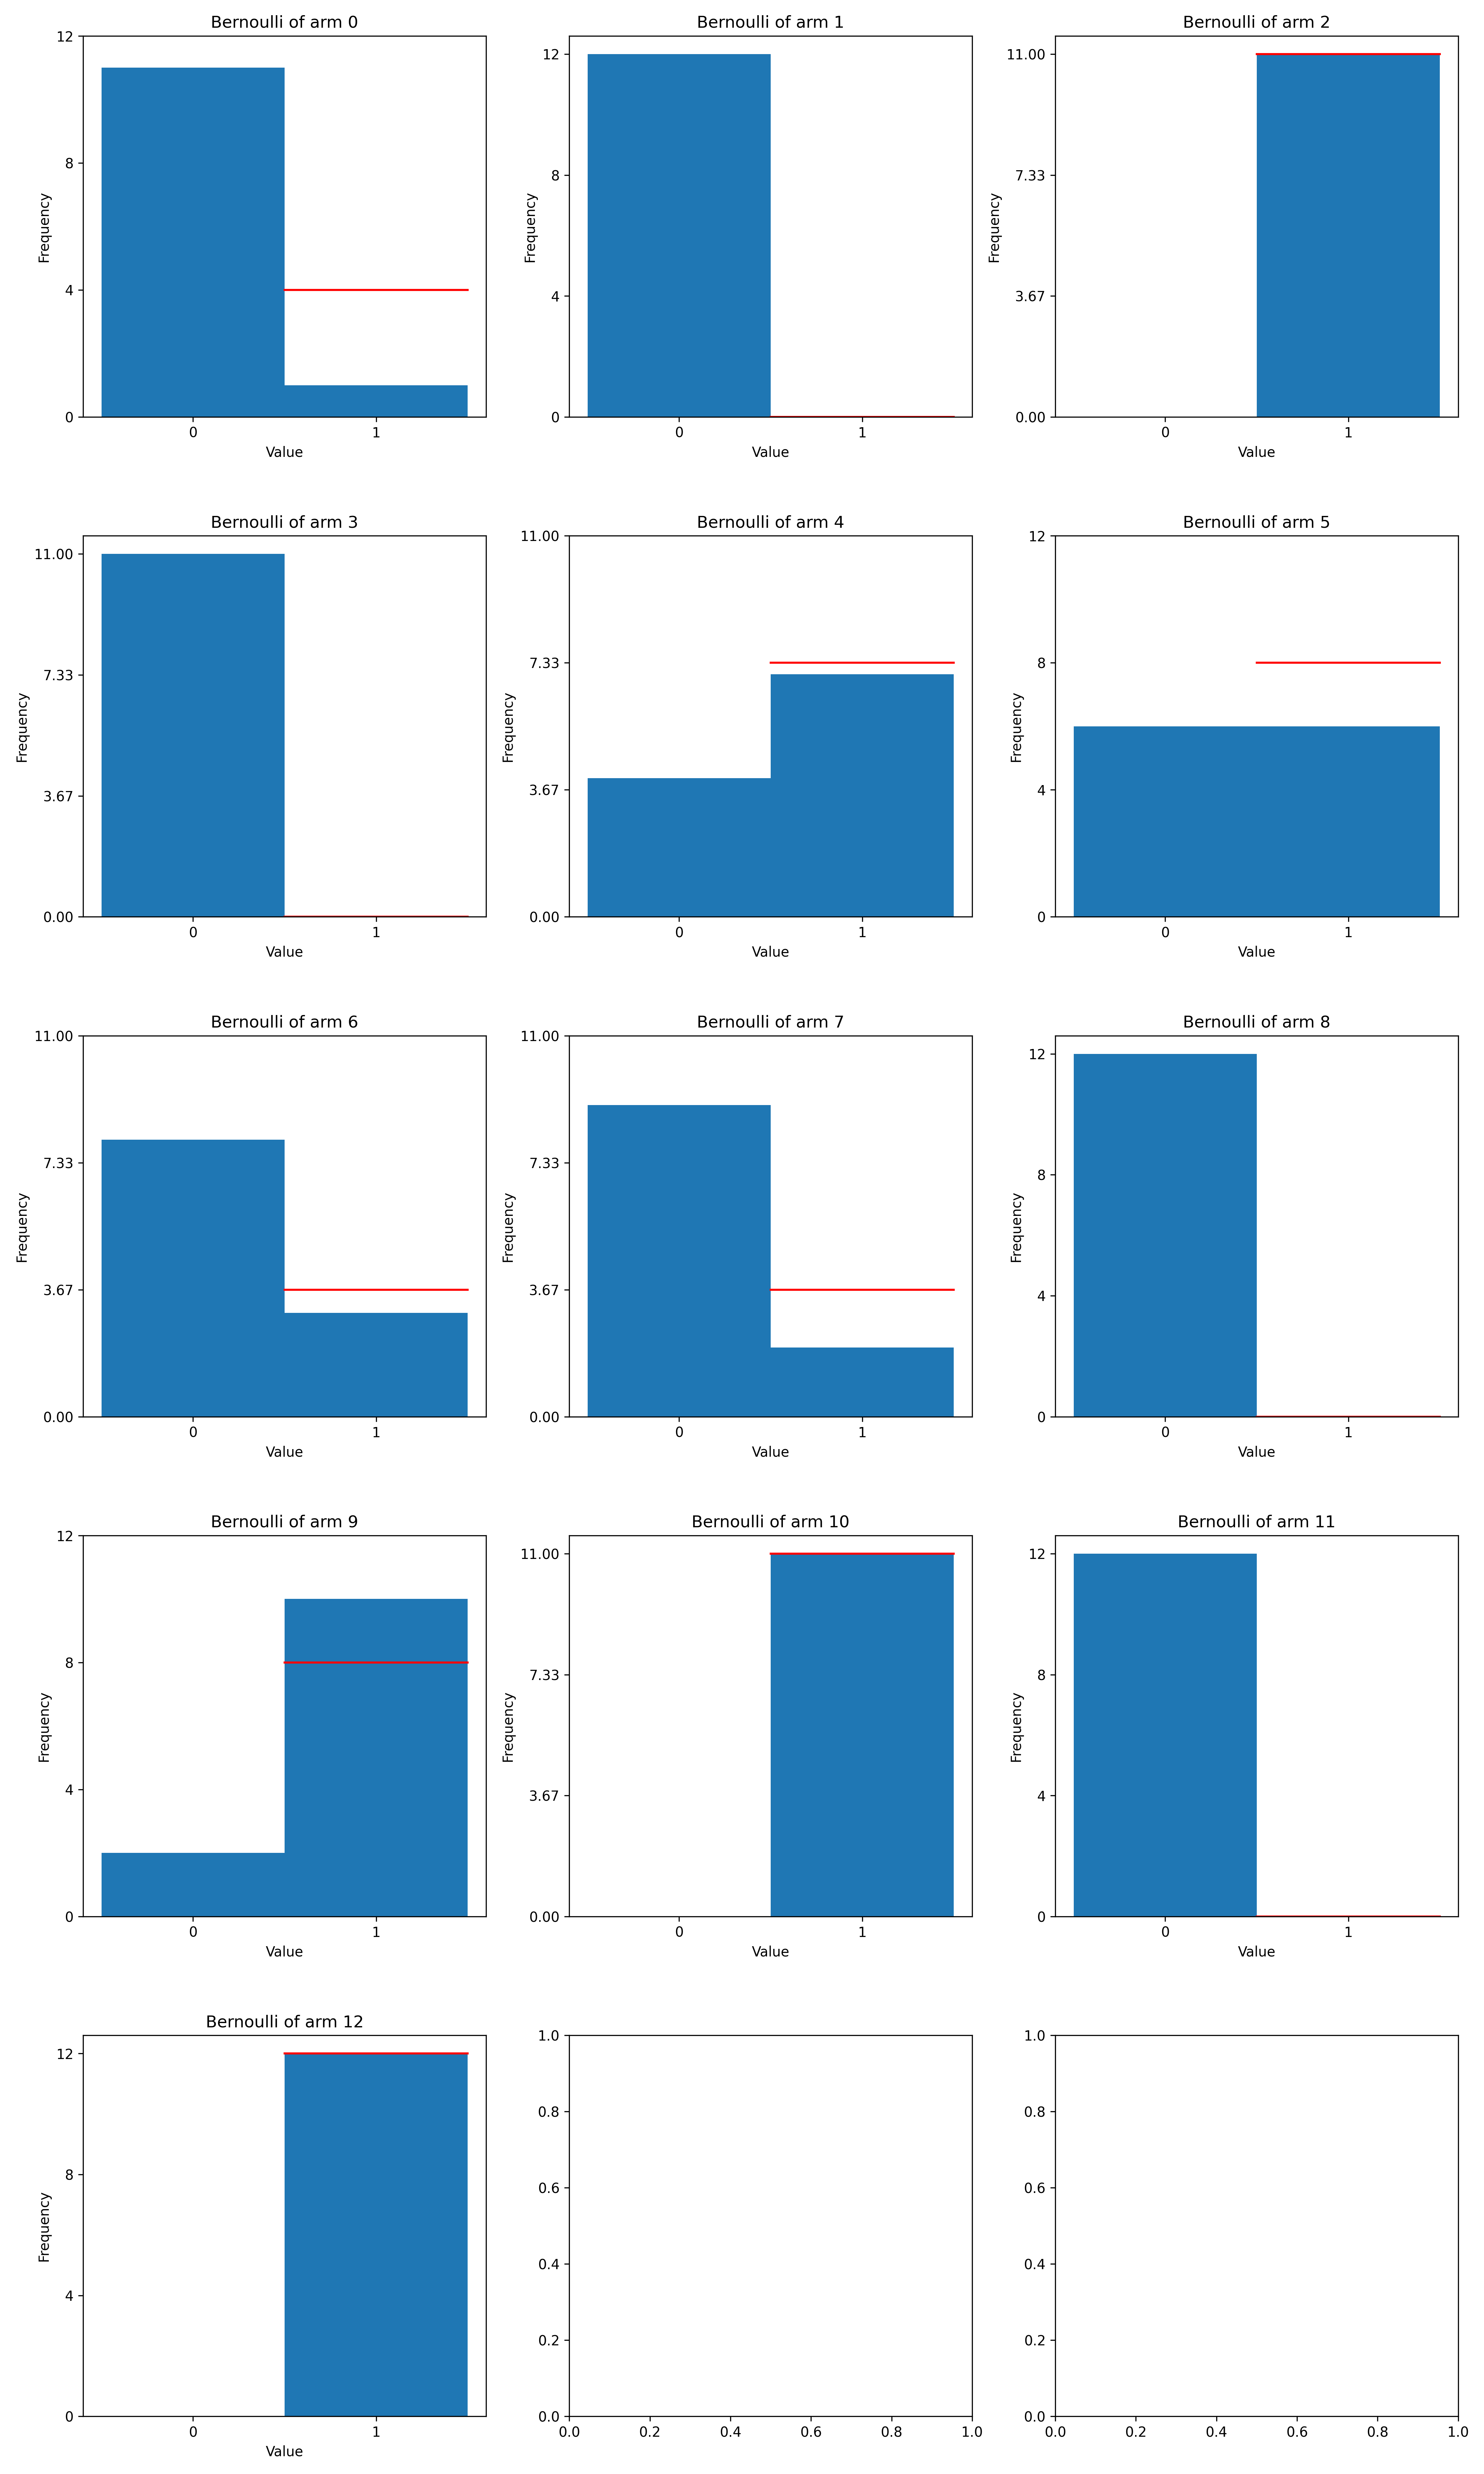 Bernoulli of arm 0
12
8
4
0
Frequency
0 1
Value
Bernoulli of arm 1
12
8
4
0
Frequency
0 1
Value
Bernoulli of arm 2
11.00
7.33
3.67
0.00
Frequency
0 1
Value
Bernoulli of arm 3
11.00
7.33
3.67
0.00
Frequency
0 1
Value
Bernoulli of arm 4
11.00
7.33
3.67
0.00
Frequency
0 1
Value
Bernoulli of arm 5
12
8
4
0
Frequency
0 1
Value
Bernoulli of arm 6
11.00
7.33
3.67
0.00
Frequency
0 1
Value
Bernoulli of arm 7
11.00
7.33
3.67
0.00
Frequency
0 1
Value
Bernoulli of arm 8
12
8
4
0
Frequency
0 1
Value
Bernoulli of arm 9
12
8
4
0
Frequency
0 1
Value
Bernoulli of arm 10
11.00
7.33
3.67
0.00
Frequency
0 1
Value
Bernoulli of arm 11
12
8
4
0
Frequency
0 1
Value
Bernoulli of arm 12
12
8
4
0
Frequency
0 1
Value
1.0
0.8
0.6
0.4
0.2
0.0
0.0 0.2 0.4 0.6 0.8 1.0
1.0
0.8
0.6
0.4
0.2
0.0
0.0 0.2 0.4 0.6 0.8 1.0